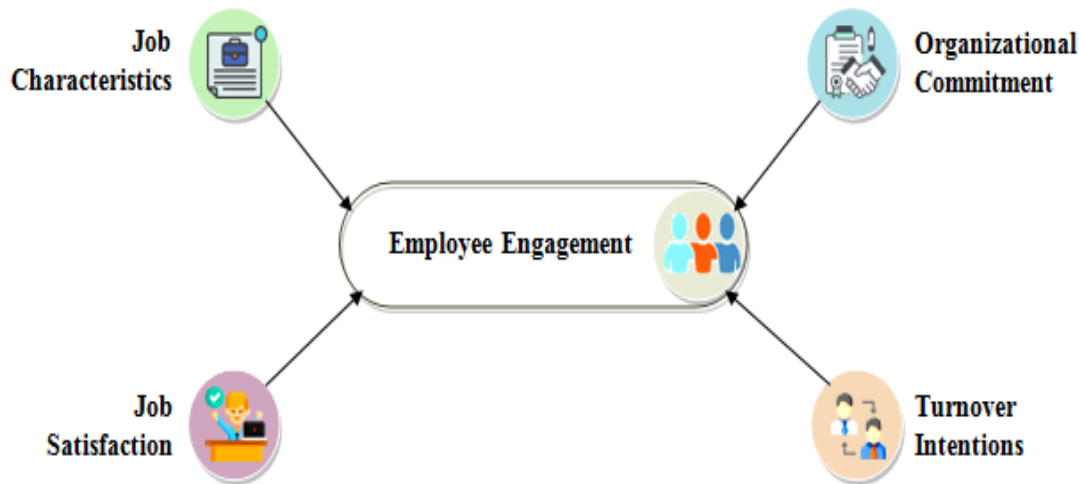 Job
Characteristics
Organizational
Commitment
Employee Engagement
Job
Satisfaction
Turnover
Intentions